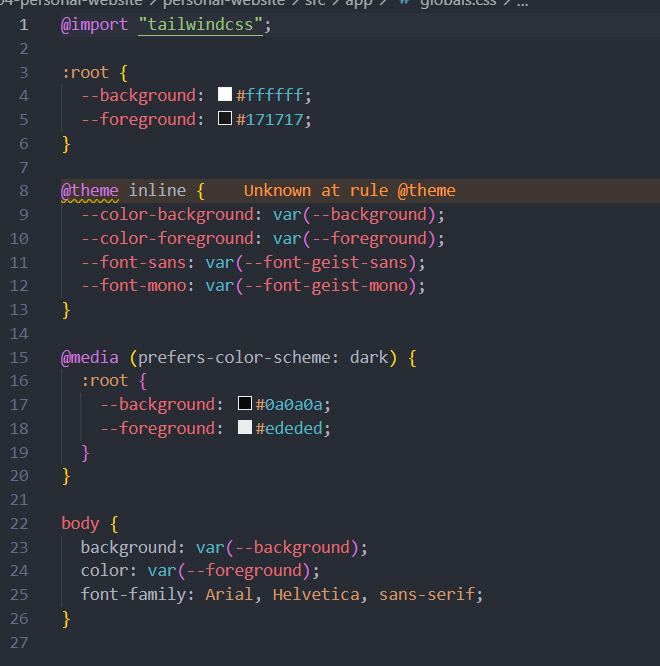 04-personal-website > personal-website > src > app > # globals.css > ...
1 @import "tailwindcss";
2
3 :root {
4 --background: #ffffff;
5 --foreground: #171717;
6 }
7
8 @theme inline { Unknown at rule @theme
9 --color-background: var(--background);
10 --color-foreground: var(--foreground);
11 --font-sans: var(--font-geist-sans);
12 --font-mono: var(--font-geist-mono);
13 }
14
15 @media (prefers-color-scheme: dark) {
16 :root {
17 --background: #0a0a0a;
18 --foreground: #ededed;
19 }
20 }
21
22 body {
23 background: var(--background);
24 color: var(--foreground);
25 font-family: Arial, Helvetica, sans-serif;
26 }
27